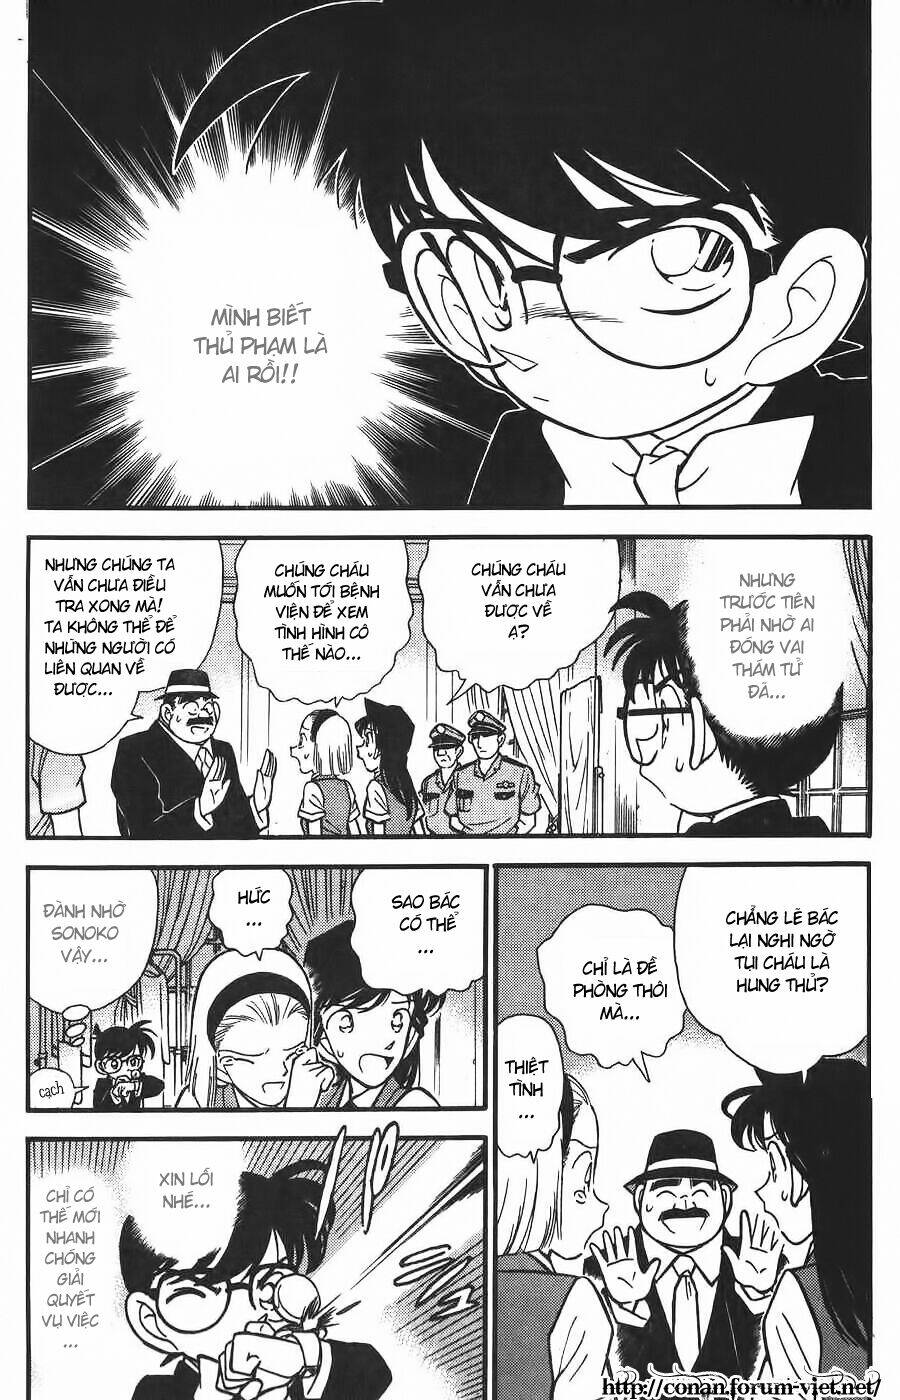 MÌNH BIẾT
THỦ PHẠM LÀ
AI RỒI!!
NHƯNG CHÚNG TA
VẪN CHƯA ĐIỀU
TRA XONG MÀ!
TA KHÔNG THỂ ĐỂ
NHỮNG NGƯỜI CÓ
LIÊN QUAN VỀ
ĐƯỢC...
CHÚNG CHÁU
MUỐN TỚI BỆNH
VIỆN ĐỂ XEM
TÌNH HÌNH CÔ
THẾ NÀO...
CHÚNG CHÁU
VẪN CHƯA
ĐƯỢC VỀ
Ạ?
NHƯNG
TRƯỚC TIÊN
PHẢI NHỜ AI
ĐÓNG VAI
THÁM TỬ
ĐÃ...
ĐÀNH NHỜ
SONOKO
VẬY...
cạch
HỨC
...
SAO BÁC
CÓ THỂ
...
CHẲNG LẼ BÁC
LẠI NGHI NGỜ
TỤI CHÁU LÀ
HUNG THỦ?
CHỈ LÀ ĐỀ
PHÒNG THÔI
MÀ...
THIỆT
TÌNH
...
XIN LỖI
NHÉ...
CHỈ CÓ
THẾ MỚI
NHANH
CHÓNG
GIẢI
QUYẾT
VỤ VIỆC
...
http://conan.forum-viet.net